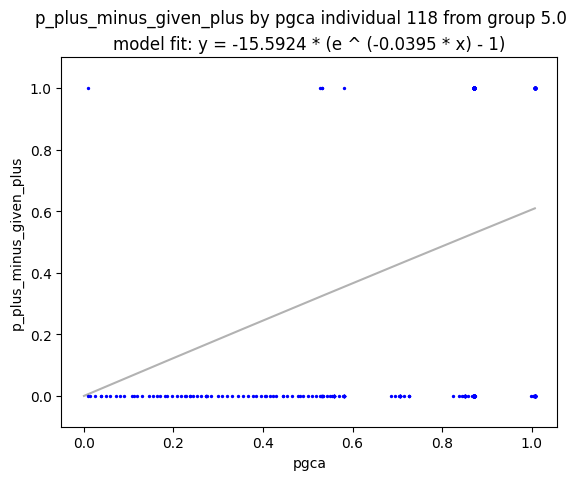 p_plus_minus_given_plus by pgca individual 118 from group 5.0
model fit: y = -15.5924 * (e ^ (-0.0395 * x) - 1)
p_plus_minus_given_plus
1.0
0.8
0.6
0.4
0.2
0.0
0.0 0.2 0.4 0.6 0.8 1.0
pgca